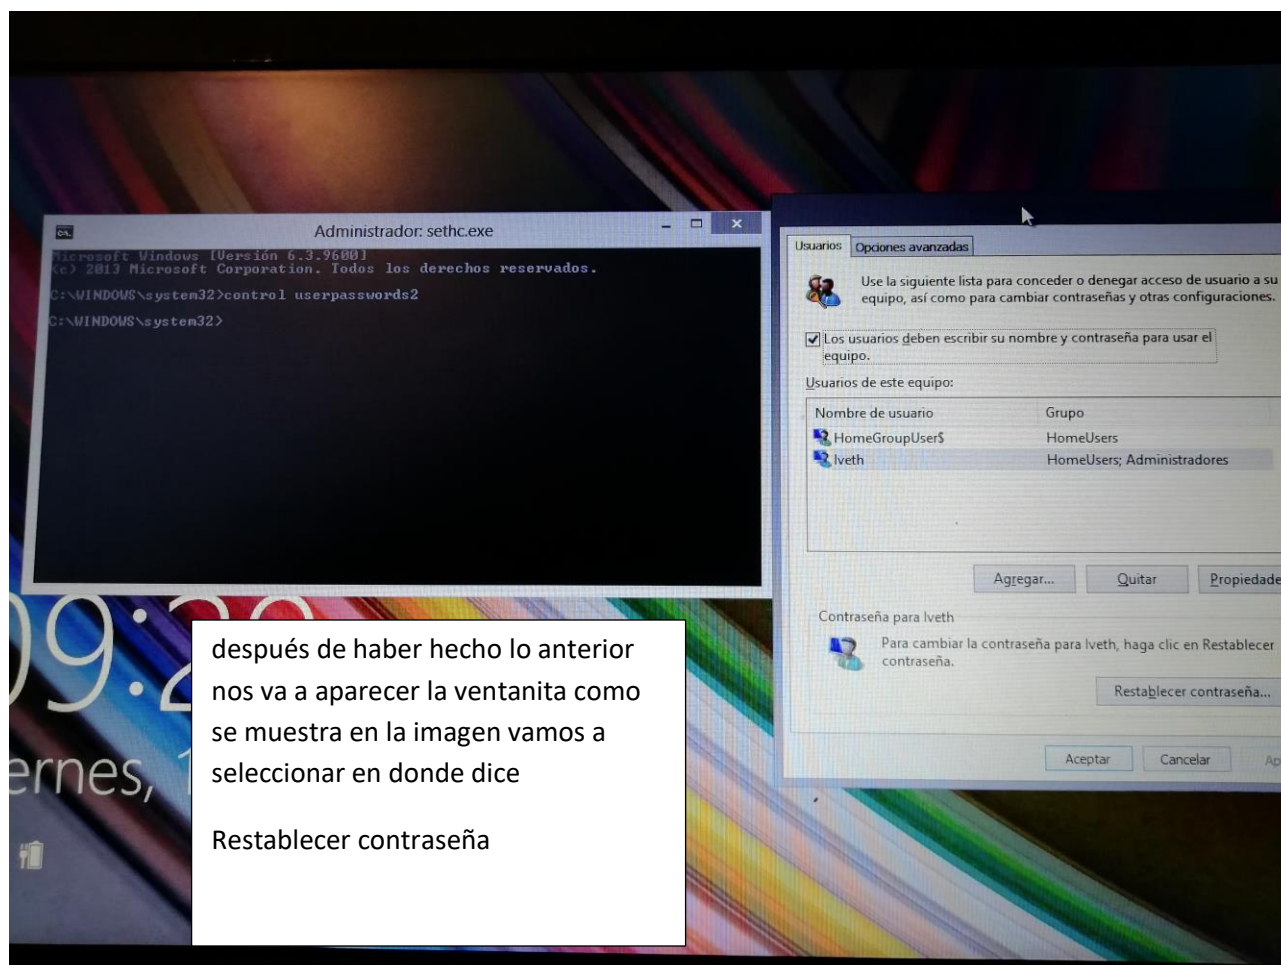 Administrador: sethc.exe
Microsoft Windows [Versión 6.3.9600]
(c) 2013 Microsoft Corporation. Todos los derechos reservados.
C:\WINDOWS\system32>control userpasswords2
C:\WINDOWS\system32>
Usuarios
Opciones avanzadas
Use la siguiente lista para conceder o denegar acceso de usuario a su
equipo, así como para cambiar contraseñas y otras configuraciones.
Los usuarios deben escribir su nombre y contraseña para usar el
equipo.
Usuarios de este equipo:
Nombre de usuario Grupo
HomeGroupUser$ HomeUsers
Iveth HomeUsers; Administradores
Agregar... Quitar Propiedade
Contraseña para Iveth
Para cambiar la contraseña para Iveth, haga clic en Restablecer
contraseña.
Restablecer contraseña...
Aceptar Cancelar Ap
09:2
ernes, 1
después de haber hecho lo anterior
nos va a aparecer la ventanita como
se muestra en la imagen vamos a
seleccionar en donde dice
Restablecer contraseña